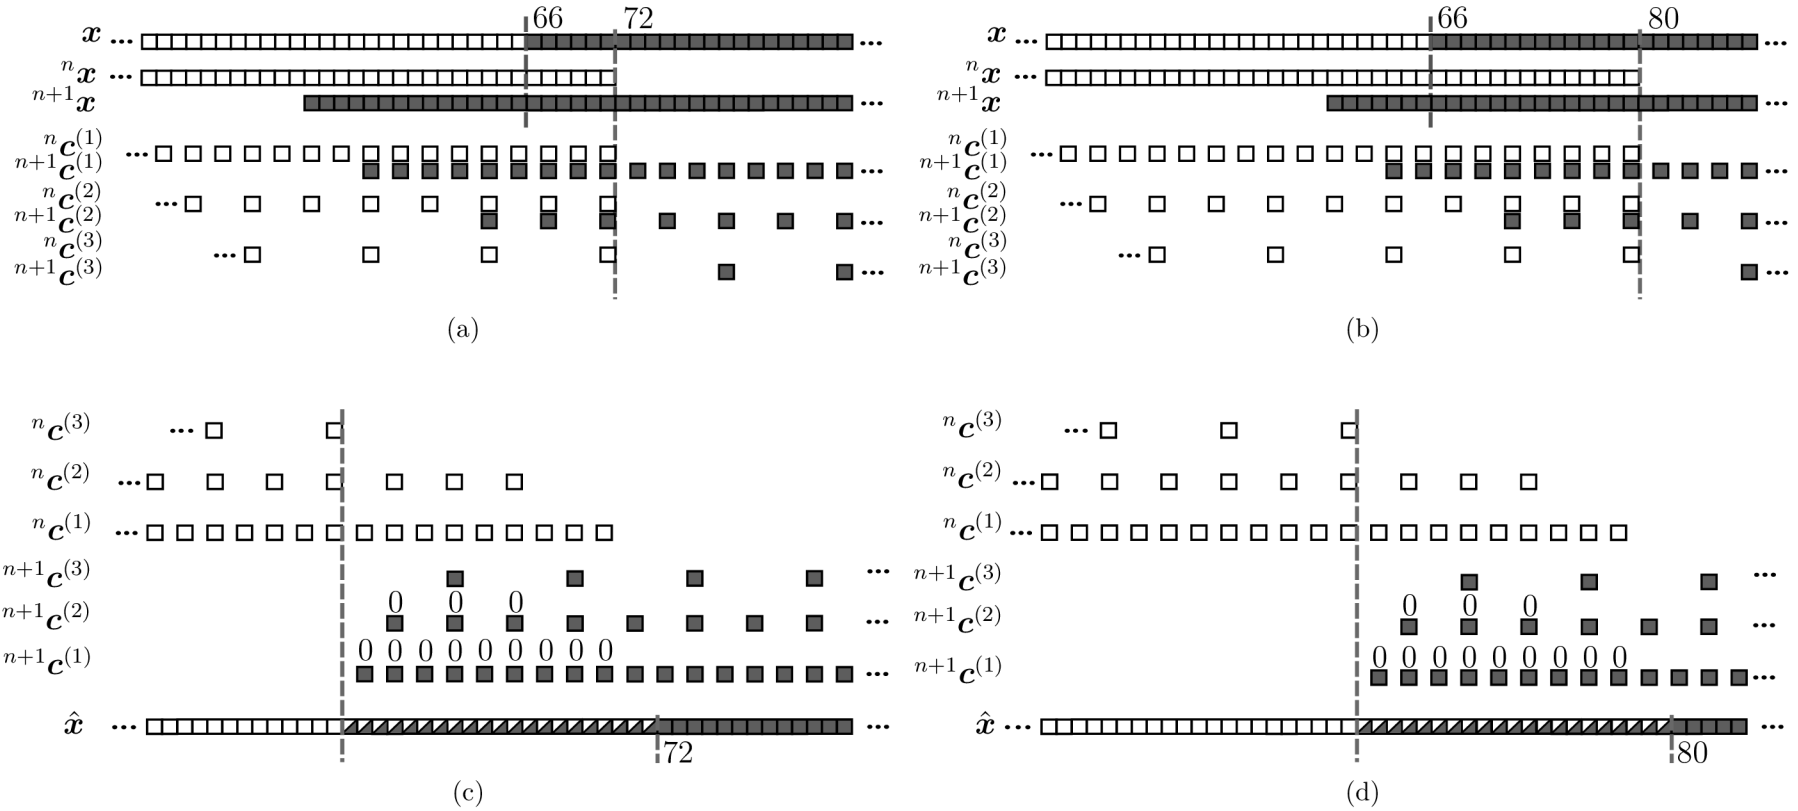 66 72
x ... ...
ⁿx ...
ⁿ⁺¹x ...
ⁿc⁽¹⁾ ...
ⁿ⁺¹c⁽¹⁾ ...
ⁿc⁽²⁾ ...
ⁿ⁺¹c⁽²⁾ ...
ⁿc⁽³⁾ ...
ⁿ⁺¹c⁽³⁾ ...
(a)
66 80
x ... ...
ⁿx ...
ⁿ⁺¹x ...
ⁿc⁽¹⁾ ...
ⁿ⁺¹c⁽¹⁾ ...
ⁿc⁽²⁾ ...
ⁿ⁺¹c⁽²⁾ ...
ⁿc⁽³⁾ ...
ⁿ⁺¹c⁽³⁾ ...
(b)
ⁿc⁽³⁾ ...
ⁿc⁽²⁾ ...
ⁿc⁽¹⁾ ...
ⁿ⁺¹c⁽³⁾ ...
0 0 0
ⁿ⁺¹c⁽²⁾ ...
0 0 0 0 0 0 0 0 0
ⁿ⁺¹c⁽¹⁾ ...
x̂ ... ...
72
(c)
ⁿc⁽³⁾ ...
ⁿc⁽²⁾ ...
ⁿc⁽¹⁾ ...
ⁿ⁺¹c⁽³⁾ ...
0 0 0
ⁿ⁺¹c⁽²⁾ ...
0 0 0 0 0 0 0 0 0
ⁿ⁺¹c⁽¹⁾ ...
x̂ ... ...
80
(d)